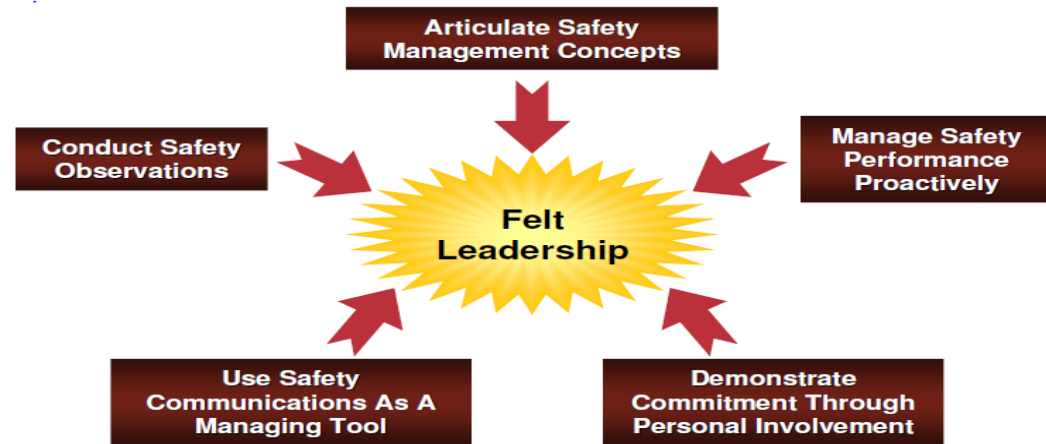 Articulate Safety
Management Concepts
Conduct Safety
Observations
Manage Safety
Performance
Proactively
Felt
Leadership
Use Safety
Communications As A
Managing Tool
Demonstrate
Commitment Through
Personal Involvement